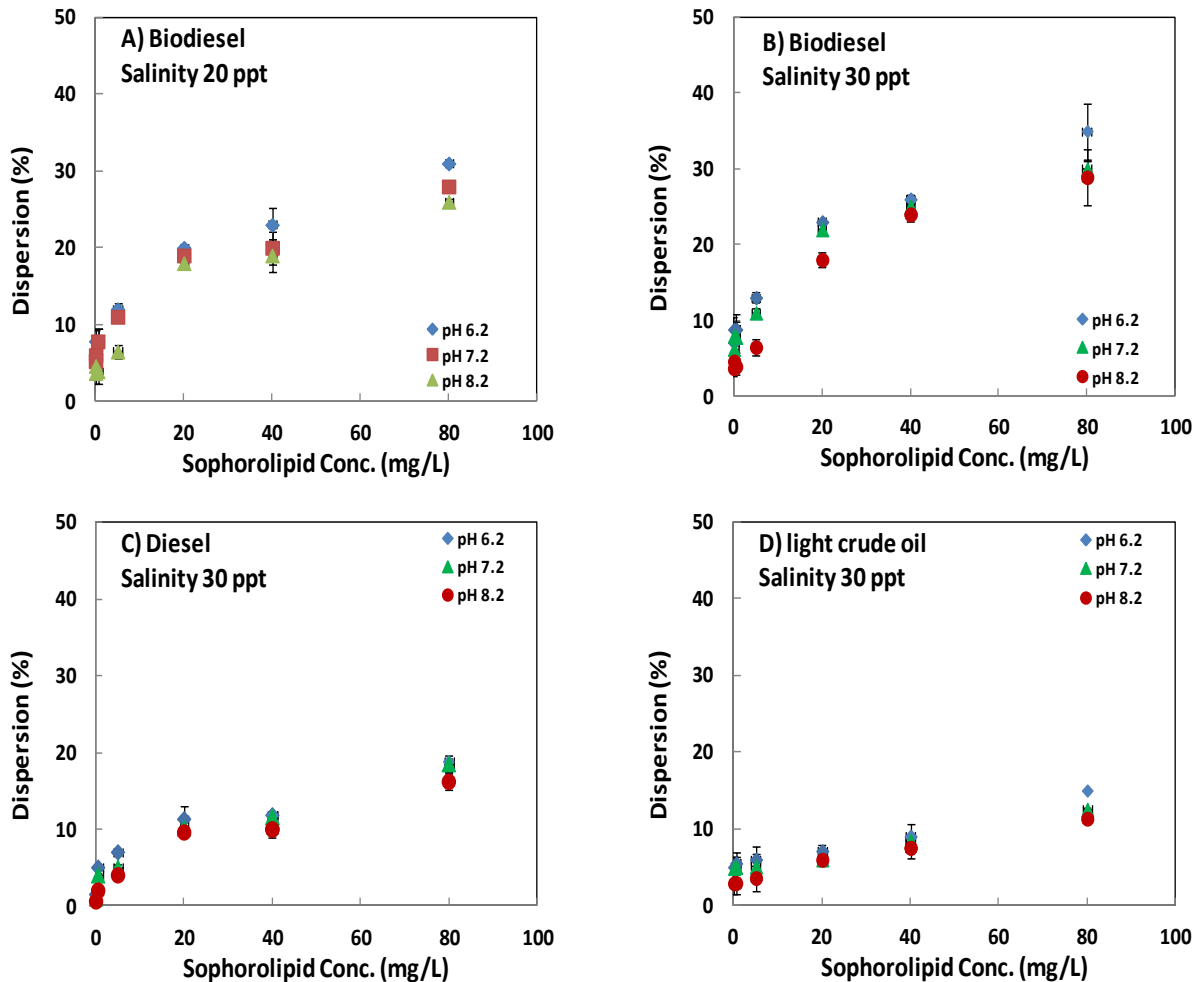 A) Biodiesel
Salinity 20 ppt
Dispersion (%)
50
40
30
20
10
0
pH 6.2
pH 7.2
pH 8.2
0 20 40 60 80 100
Sophorolipid Conc. (mg/L)
B) Biodiesel
Salinity 30 ppt
Dispersion (%)
50
40
30
20
10
0
pH 6.2
pH 7.2
pH 8.2
0 20 40 60 80 100
Sophorolipid Conc. (mg/L)
C) Diesel
Salinity 30 ppt
pH 6.2
pH 7.2
pH 8.2
Dispersion (%)
50
40
30
20
10
0
0 20 40 60 80 100
Sophorolipid Conc. (mg/L)
D) light crude oil
Salinity 30 ppt
pH 6.2
pH 7.2
pH 8.2
Dispersion (%)
50
40
30
20
10
0
0 20 40 60 80 100
Sophorolipid Conc. (mg/L)